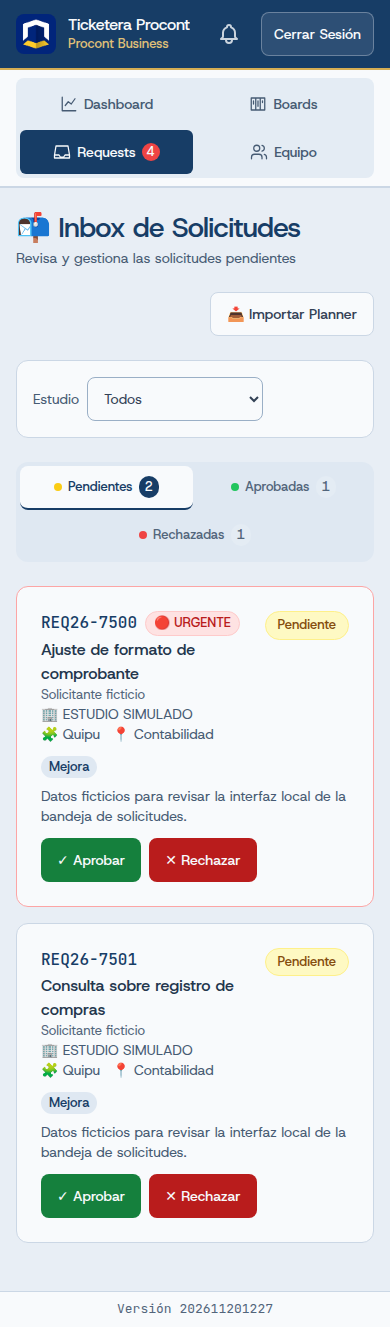 Ticketera Procont
Procont Business
Cerrar Sesión
Dashboard
Boards
Requests 4
Equipo
Inbox de Solicitudes
Revisa y gestiona las solicitudes pendientes
Importar Planner
Estudio Todos
Pendientes 2
Aprobadas 1
Rechazadas 1
REQ26-7500 URGENTE Pendiente
Ajuste de formato de
comprobante
Solicitante ficticio
ESTUDIO SIMULADO
Quipu Contabilidad
Mejora
Datos ficticios para revisar la interfaz local de la
bandeja de solicitudes.
✓ Aprobar ✕ Rechazar
REQ26-7501 Pendiente
Consulta sobre registro de
compras
Solicitante ficticio
ESTUDIO SIMULADO
Quipu Contabilidad
Mejora
Datos ficticios para revisar la interfaz local de la
bandeja de solicitudes.
✓ Aprobar ✕ Rechazar
Versión 202611201227